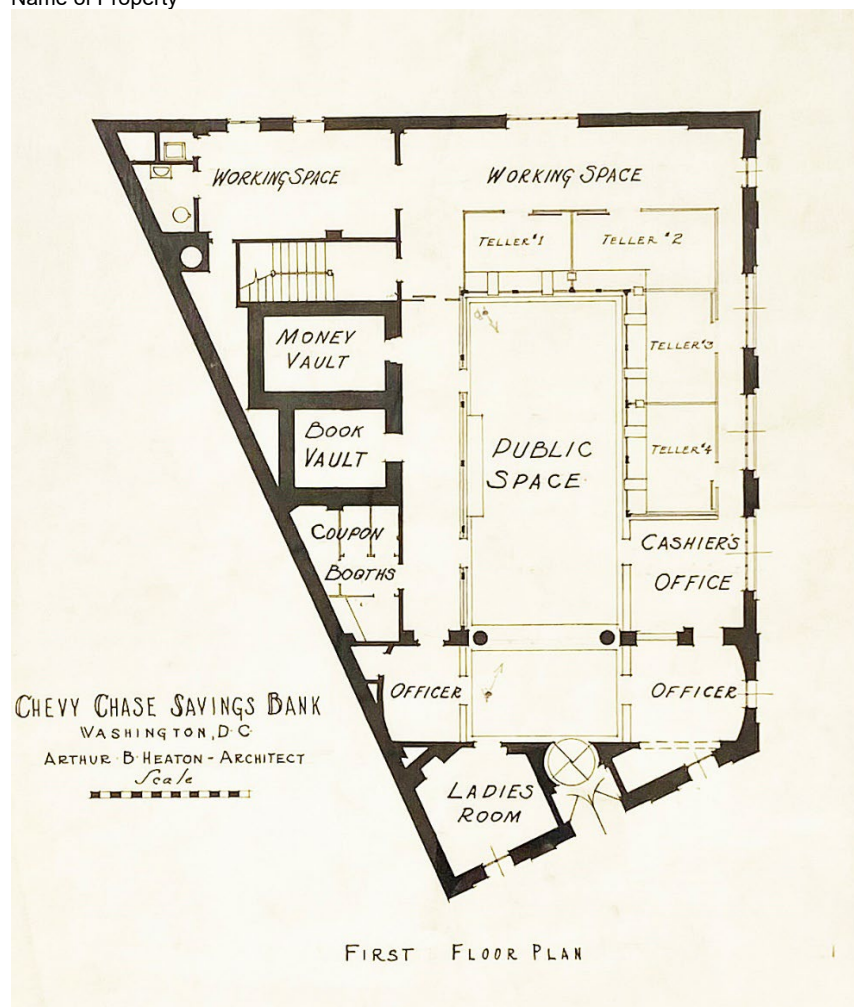 Name of Property
WORKING SPACE
WORKING SPACE
TELLER #1
TELLER #2
MONEY
VAULT
TELLER #3
BOOK
VAULT
PUBLIC
SPACE
TELLER #4
COUPON
BOOTHS
CASHIER'S
OFFICE
OFFICER
OFFICER
CHEVY CHASE SAVINGS BANK
WASHINGTON, D.C.
ARTHUR B. HEATON - ARCHITECT
Scale
LADIES
ROOM
FIRST FLOOR PLAN